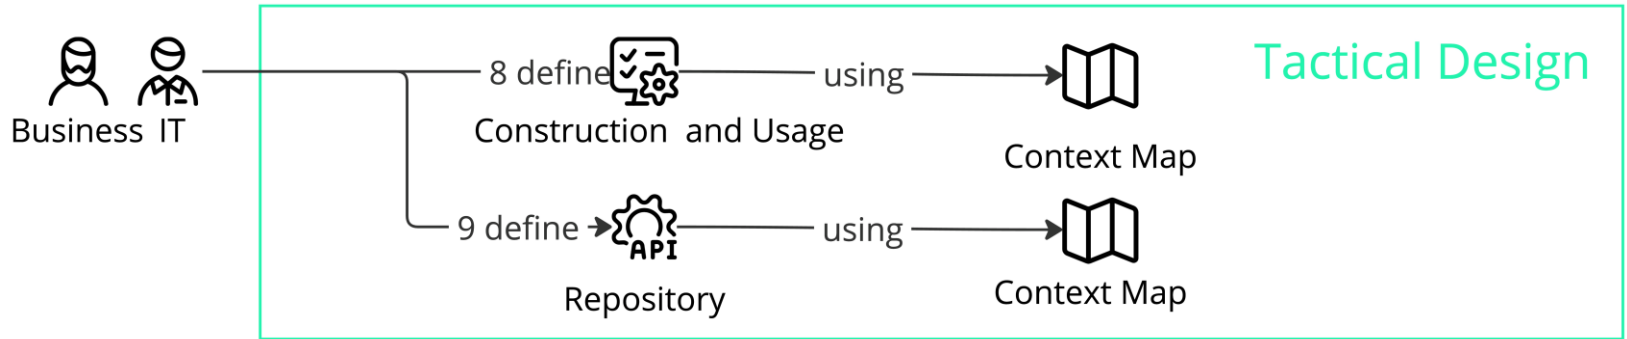 Tactical Design
8 define
using
Business IT
Construction and Usage
Context Map
9 define
API
using
Repository
Context Map